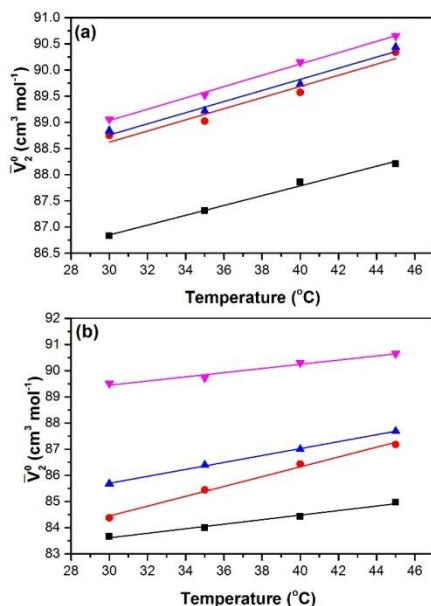 (a)
91.0
90.5
90.0
89.5
89.0
88.5
88.0
87.5
87.0
86.5
V̄₂⁰ (cm³ mol⁻¹)
28 30 32 34 36 38 40 42 44 46
Temperature (°C)
(b)
92
91
90
89
88
87
86
85
84
83
V̄₂⁰ (cm³ mol⁻¹)
28 30 32 34 36 38 40 42 44 46
Temperature (°C)